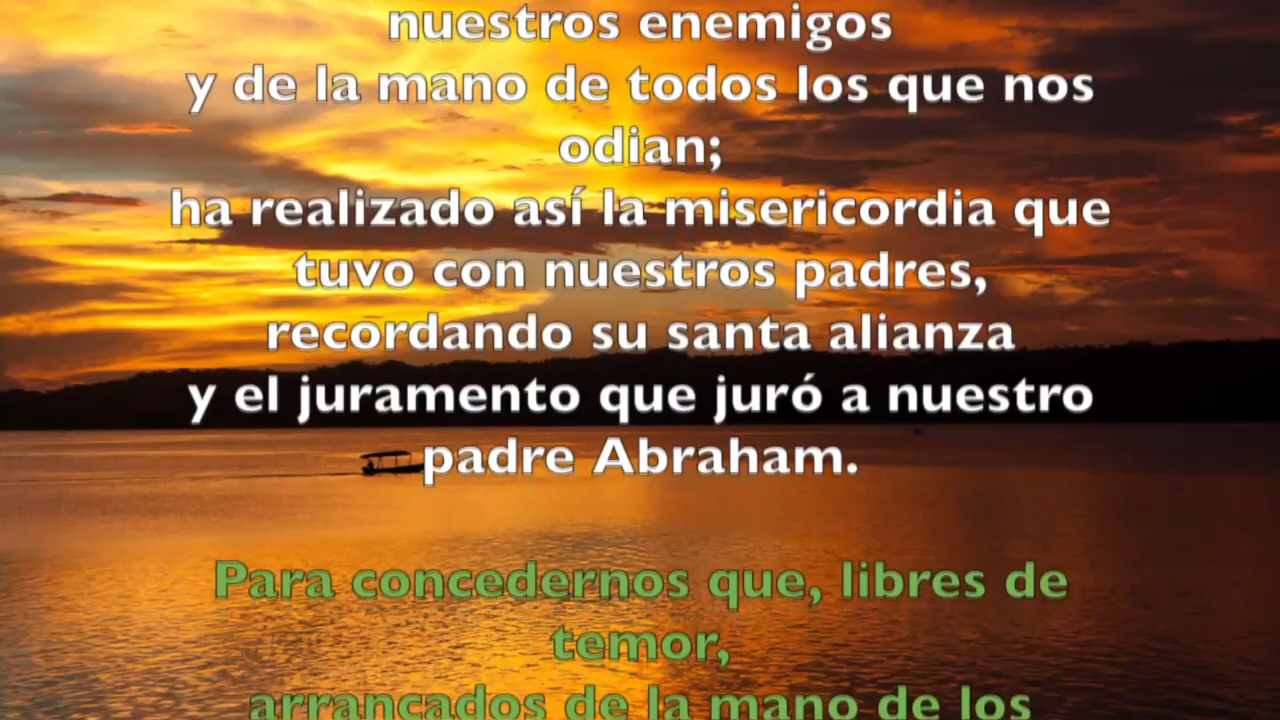 nuestros enemigos
y de la mano de todos los que nos
odian;
ha realizado así la misericordia que
tuvo con nuestros padres,
recordando su santa alianza
y el juramento que juró a nuestro
padre Abraham.
Para concedernos que, libres de
temor,
arrancados de la mano de los